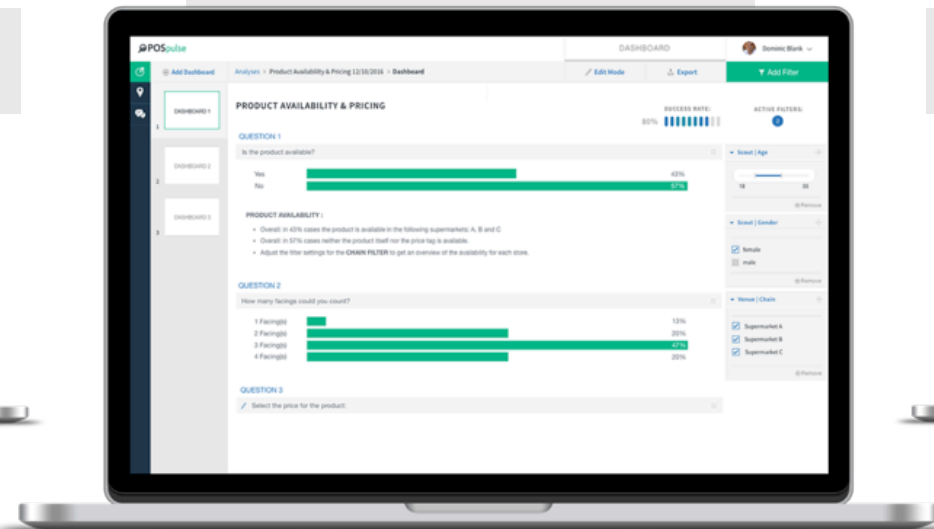 POSpulse
DASHBOARD
Dominic Blank
Add Dashboard
Analyses > Product Availability & Pricing 12/10/2016 > Dashboard
Edit Mode
Export
Add Filter
DASHBOARD 1
1
DASHBOARD 2
2
DASHBOARD 3
3
PRODUCT AVAILABILITY & PRICING
SUCCESS RATE:
80%
ACTIVE FILTERS:
QUESTION 1
Is the product available?
Yes 43%
No 57%
PRODUCT AVAILABILITY :
• Overall: in 43% cases the product is available in the following supermarkets: A, B and C
• Overall: in 57% cases neither the product itself nor the price tag is available.
• Adjust the filter settings for the CHAIN FILTER to get an overview of the availability for each store.
QUESTION 2
How many facings could you count?
1 Facing(s) 13%
2 Facing(s) 20%
3 Facing(s) 47%
4 Facing(s) 20%
QUESTION 3
Select the price for the product:
Scout | Age
18
Remove
Scout | Gender
female
male
Remove
Venue | Chain
Supermarket A
Supermarket B
Supermarket C
Remove